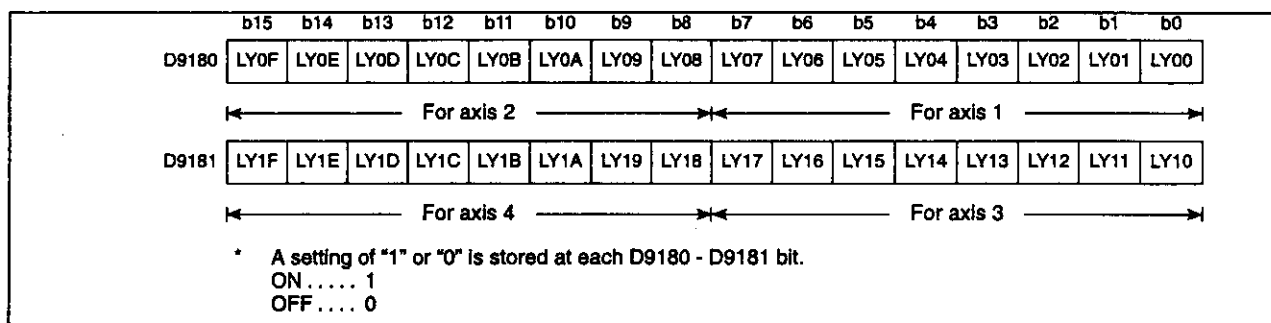 b15 b14 b13 b12 b11 b10 b9 b8 b7 b6 b5 b4 b3 b2 b1 b0
D9180 LY0F LY0E LY0D LY0C LY0B LY0A LY09 LY08 LY07 LY06 LY05 LY04 LY03 LY02 LY01 LY00
For axis 2 For axis 1
D9181 LY1F LY1E LY1D LY1C LY1B LY1A LY19 LY18 LY17 LY16 LY15 LY14 LY13 LY12 LY11 LY10
For axis 4 For axis 3
* A setting of "1" or "0" is stored at each D9180 - D9181 bit.
ON ..... 1
OFF .... 0